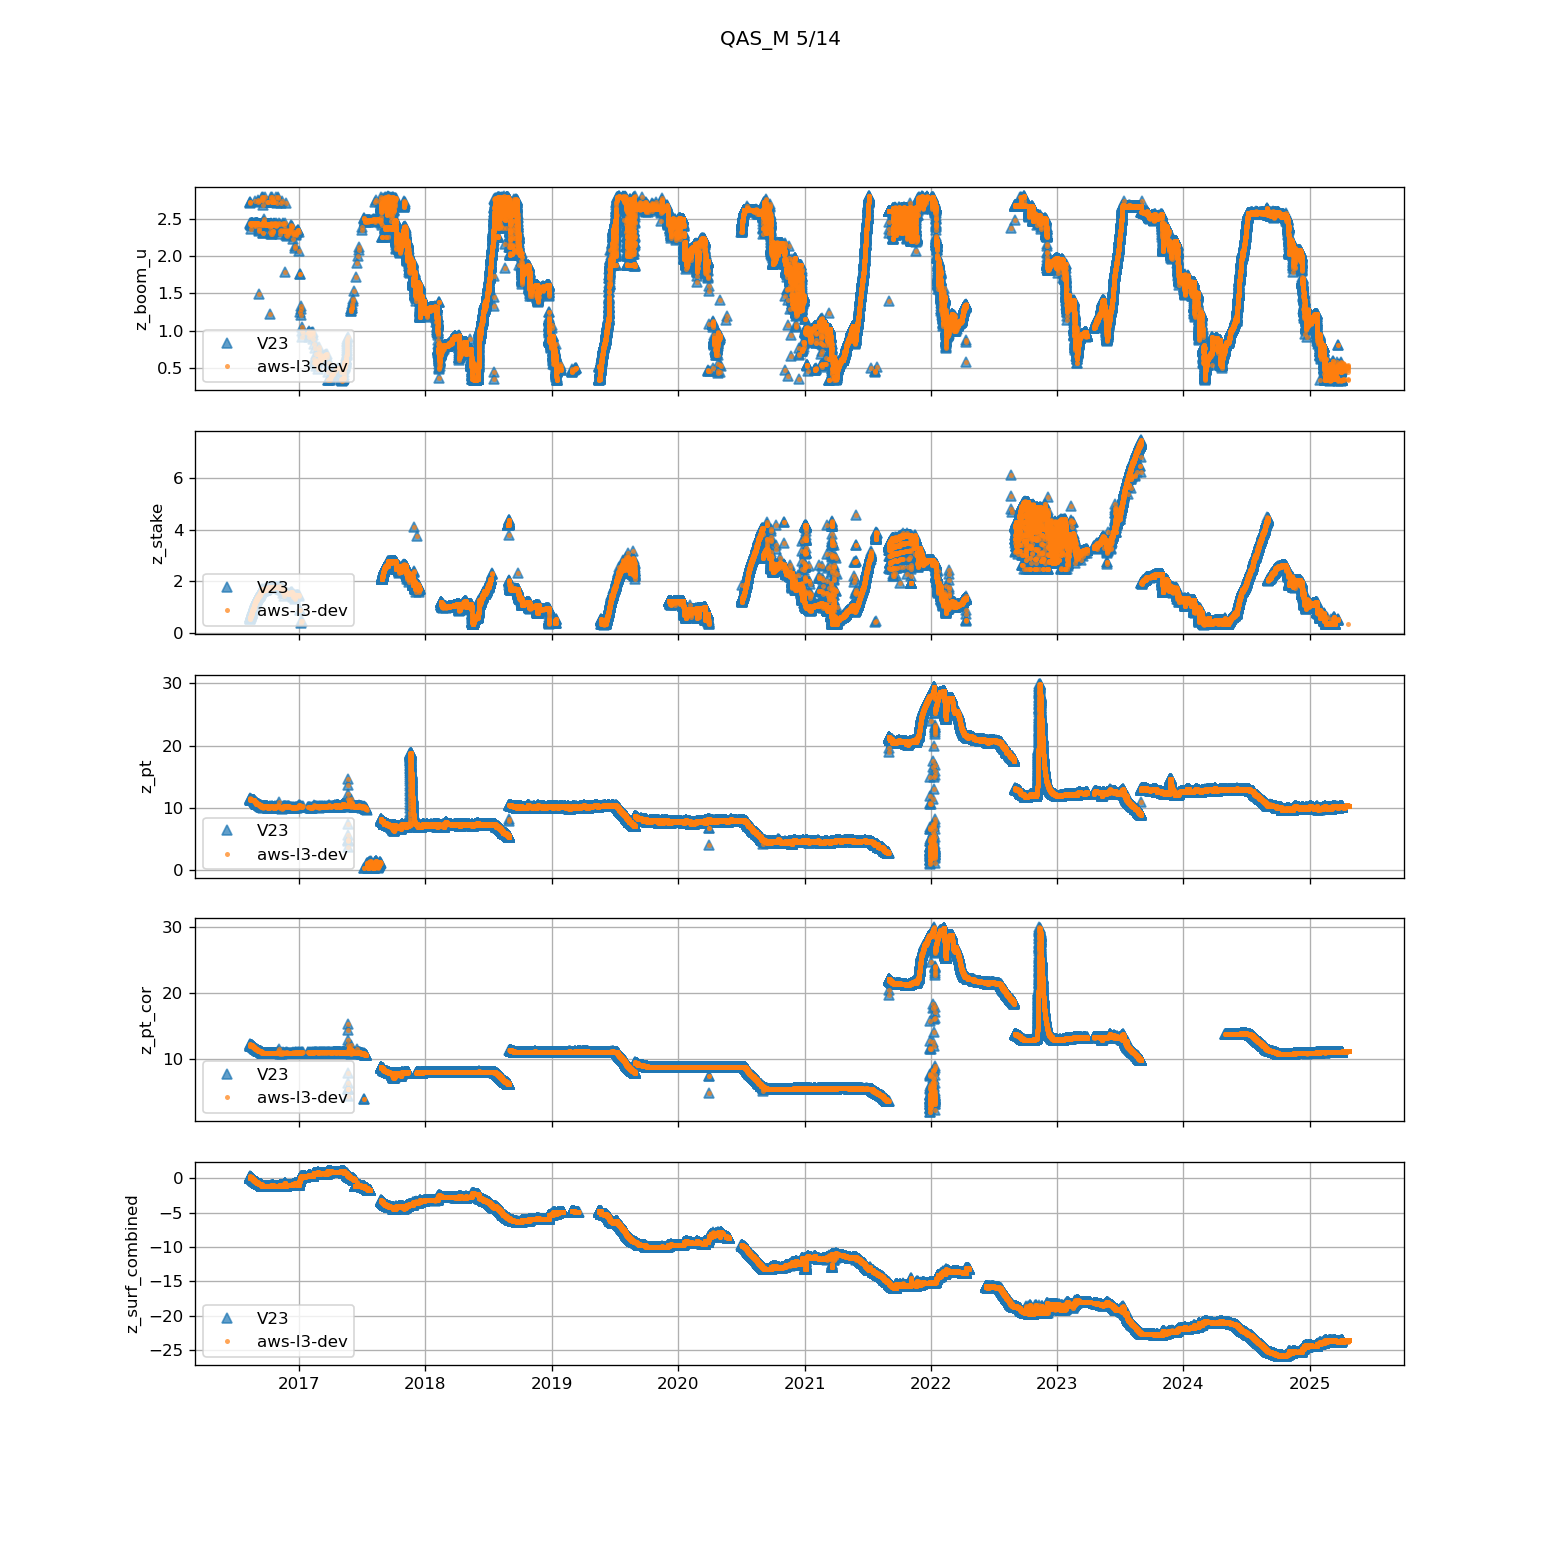 QAS_M 5/14
z_boom_u
2.5
2.0
1.5
1.0
0.5
V23
aws-l3-dev
z_stake
6
4
2
0
V23
aws-l3-dev
z_pt
30
20
10
0
V23
aws-l3-dev
z_pt_cor
30
20
10
V23
aws-l3-dev
z_surf_combined
0
−5
−10
−15
−20
−25
V23
aws-l3-dev
2017 2018 2019 2020 2021 2022 2023 2024 2025